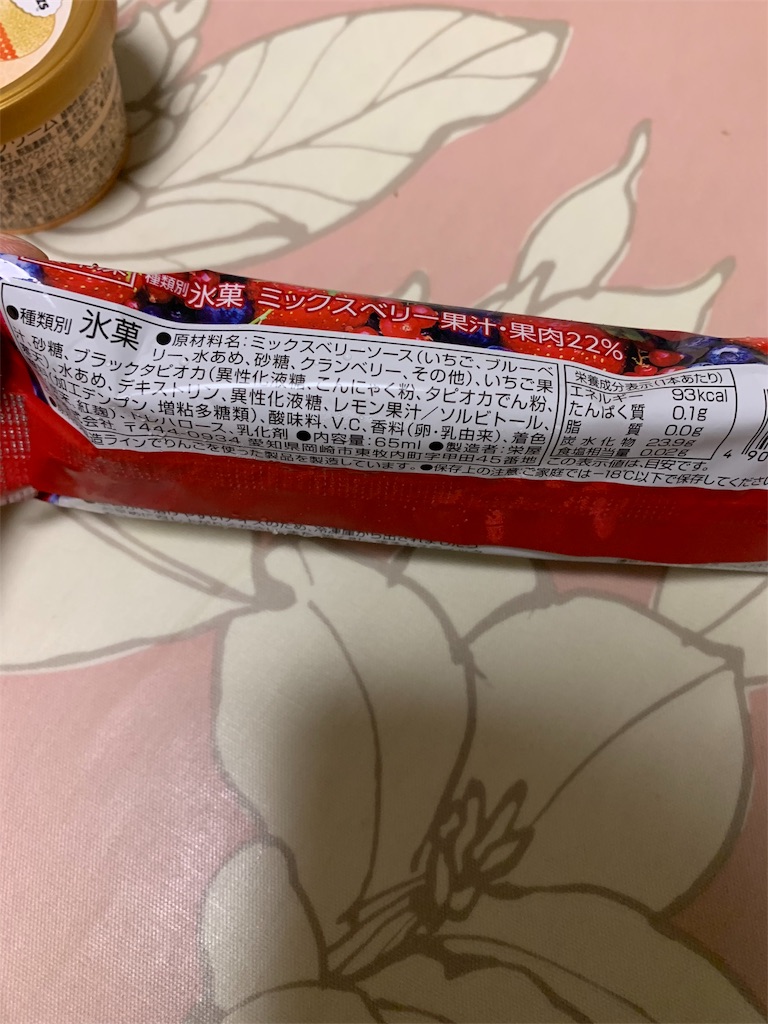 種類別 氷菓 ミックスベリー果汁・果肉22%
●種類別 氷菓
●原材料名：ミックスベリーソース（いちご、ブルーベ
リー、水あめ、砂糖、クランベリー、その他）、いちご果
汁、砂糖、ブラックタピオカ（異性化液糖、こんにゃく粉、タピオカでん粉、
寒天）、水あめ、デキストリン、異性化液糖、レモン果汁／ソルビトール、
加工デンプン、増粘多糖類）、酸味料、V.C、香料（卵・乳由来）、着色
紅麹）、トレハロース、乳化剤 ●内容量：65ml ●製造者：栄屋
〒444-0934 愛知県岡崎市東牧内町字甲田45番地
造ラインでりんごを使った製品を製造しています。●保存上の注意：ご家庭では−18℃以下で保存してください
栄養成分表示（1本あたり）
エネルギー 93kcal
たんぱく質 0.1g
脂質 0.0g
炭水化物 23.9g
食塩相当量 0.02g
この表示値は、目安です。
4 90